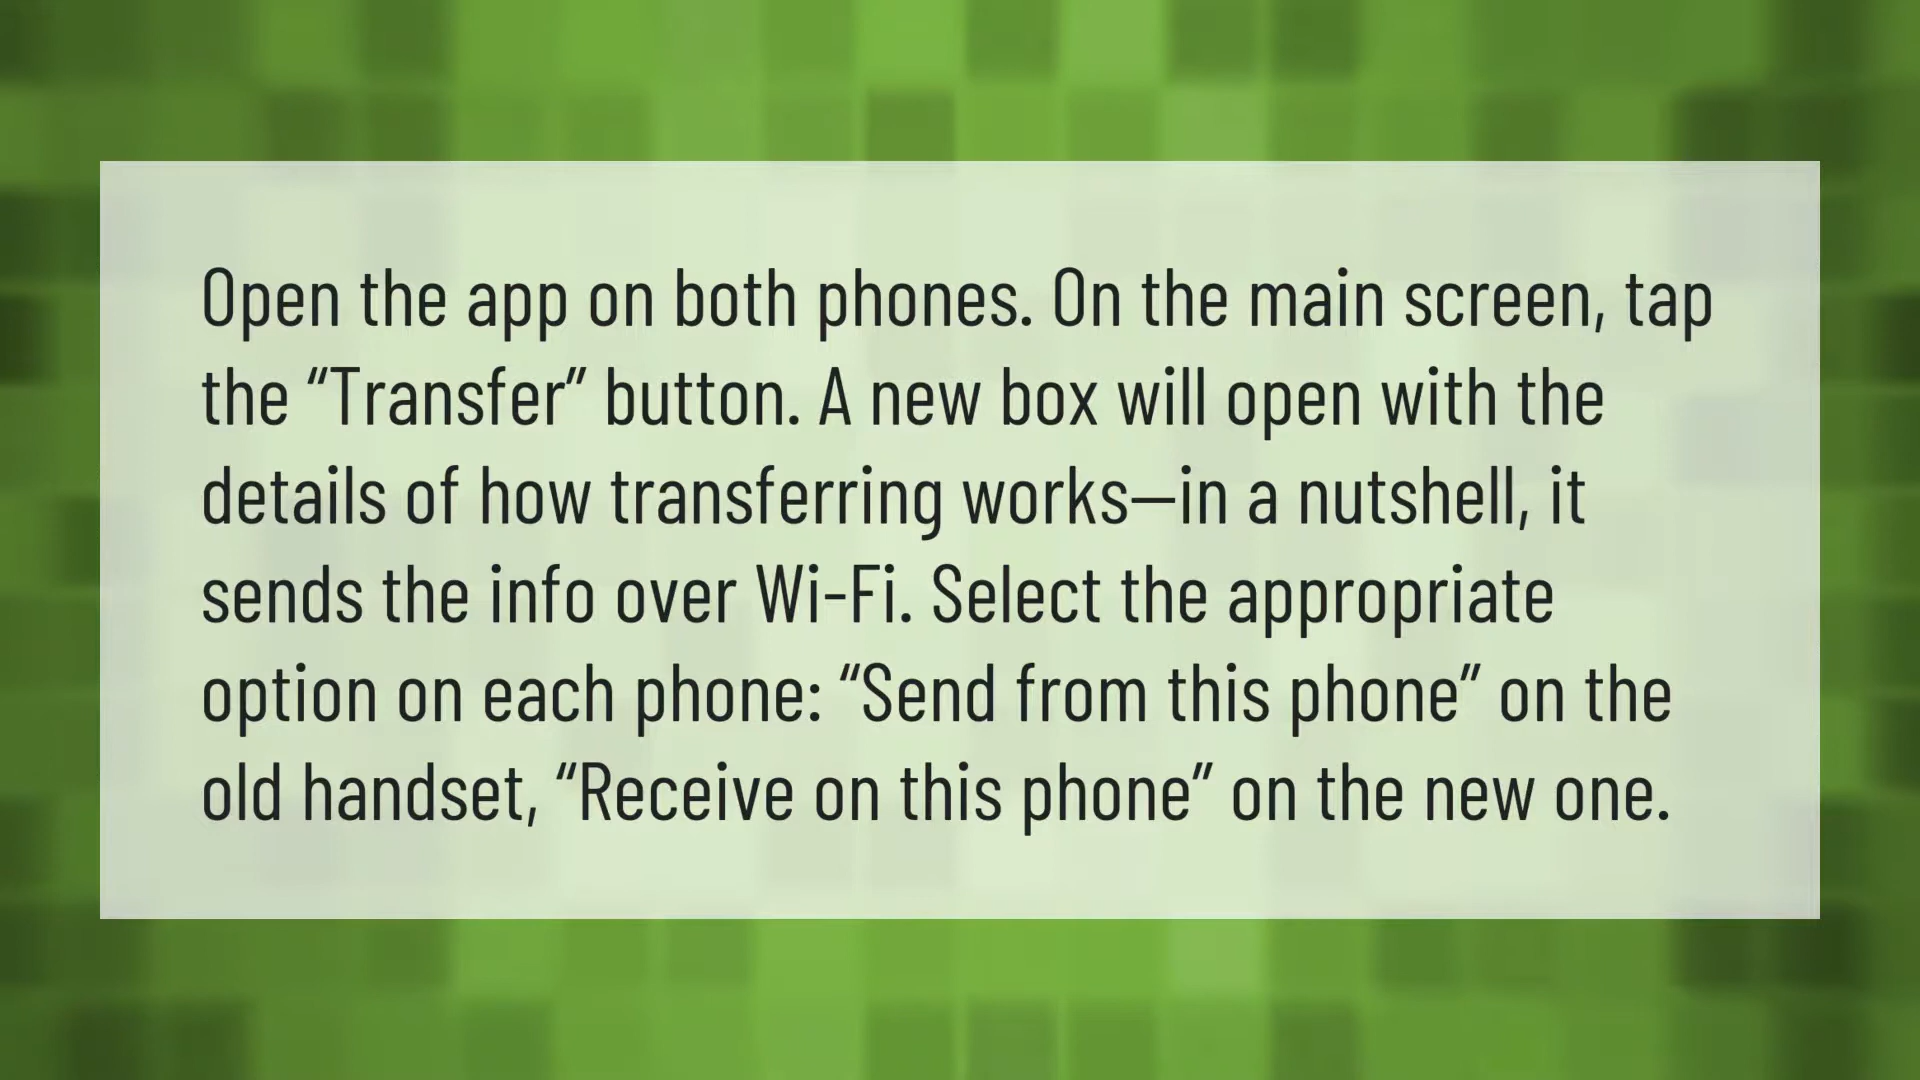 Open the app on both phones. On the main screen, tap
the “Transfer” button. A new box will open with the
details of how transferring works—in a nutshell, it
sends the info over Wi-Fi. Select the appropriate
option on each phone: “Send from this phone” on the
old handset, “Receive on this phone” on the new one.